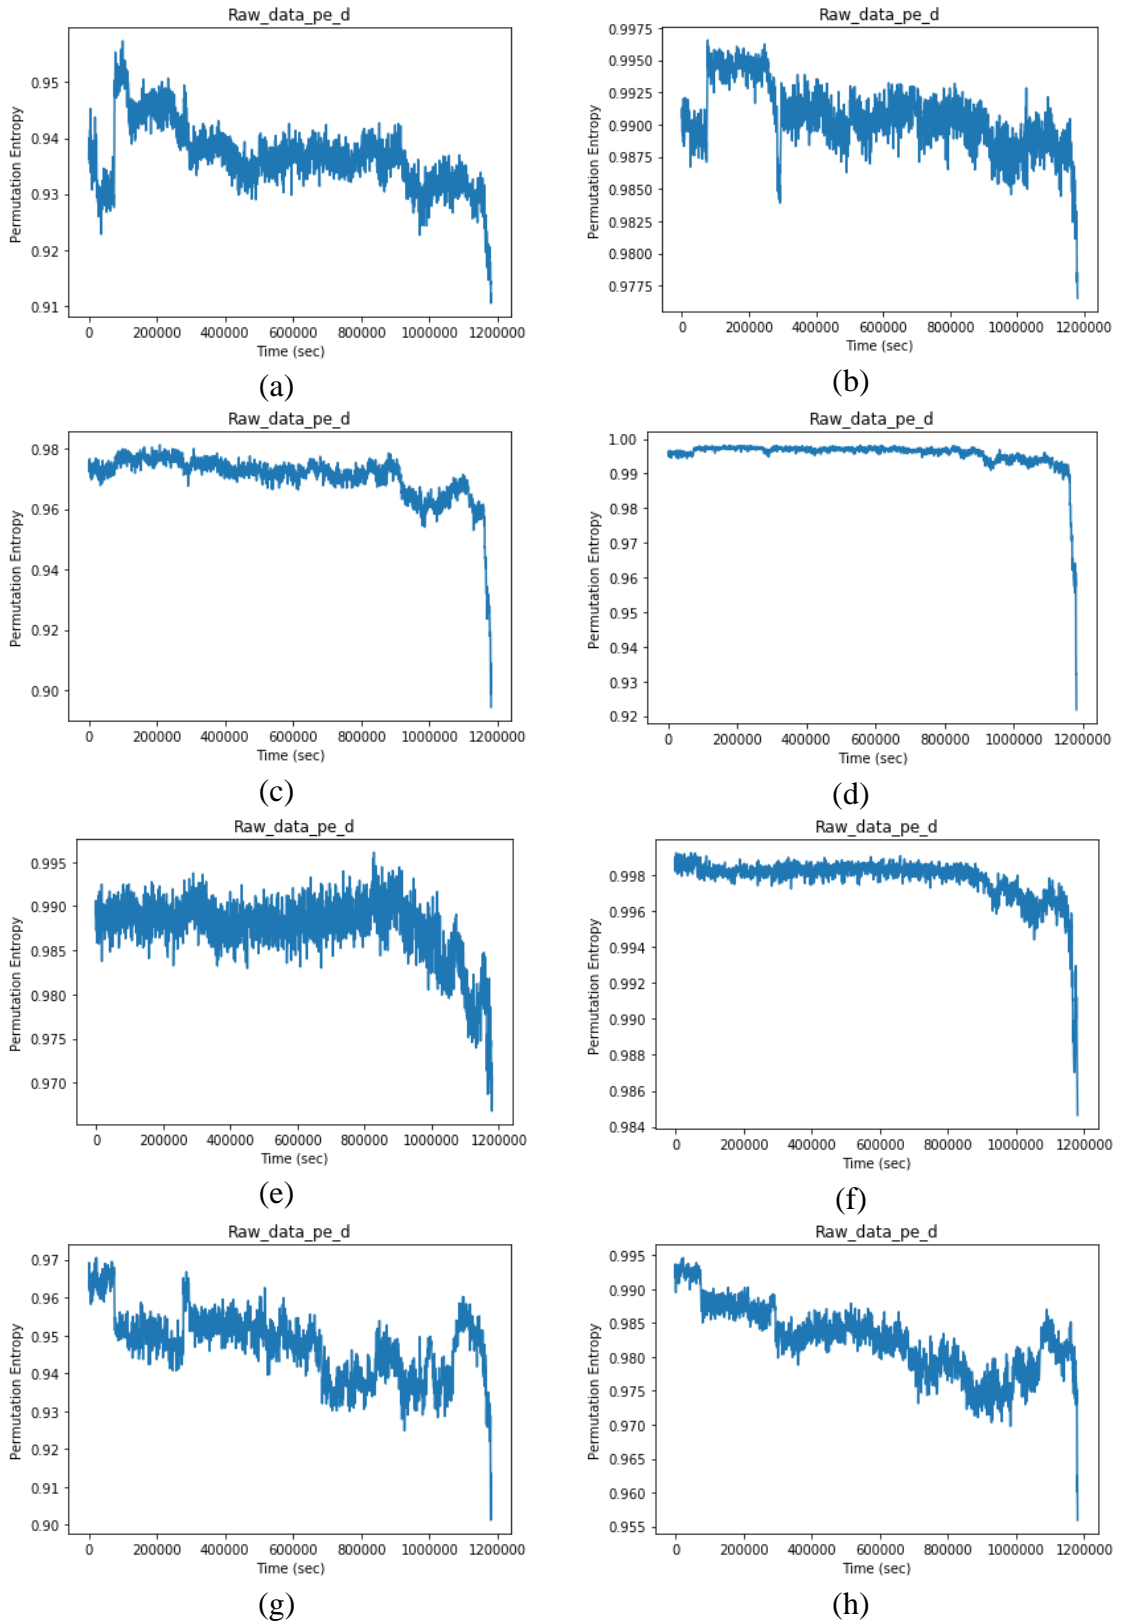 Raw_data_pe_d
Permutation Entropy
0.95
0.94
0.93
0.92
0.91
0 200000 400000 600000 800000 1000000 1200000
Time (sec)
(a)
Raw_data_pe_d
Permutation Entropy
0.9975
0.9950
0.9925
0.9900
0.9875
0.9850
0.9825
0.9800
0.9775
0 200000 400000 600000 800000 1000000 1200000
Time (sec)
(b)
Raw_data_pe_d
Permutation Entropy
0.98
0.96
0.94
0.92
0.90
0 200000 400000 600000 800000 1000000 1200000
Time (sec)
(c)
Raw_data_pe_d
Permutation Entropy
1.00
0.99
0.98
0.97
0.96
0.95
0.94
0.93
0.92
0 200000 400000 600000 800000 1000000 1200000
Time (sec)
(d)
Raw_data_pe_d
Permutation Entropy
0.995
0.990
0.985
0.980
0.975
0.970
0 200000 400000 600000 800000 1000000 1200000
Time (sec)
(e)
Raw_data_pe_d
Permutation Entropy
0.998
0.996
0.994
0.992
0.990
0.988
0.986
0.984
0 200000 400000 600000 800000 1000000 1200000
Time (sec)
(f)
Raw_data_pe_d
Permutation Entropy
0.97
0.96
0.95
0.94
0.93
0.92
0.91
0.90
0 200000 400000 600000 800000 1000000 1200000
Time (sec)
(g)
Raw_data_pe_d
Permutation Entropy
0.995
0.990
0.985
0.980
0.975
0.970
0.965
0.960
0.955
0 200000 400000 600000 800000 1000000 1200000
Time (sec)
(h)